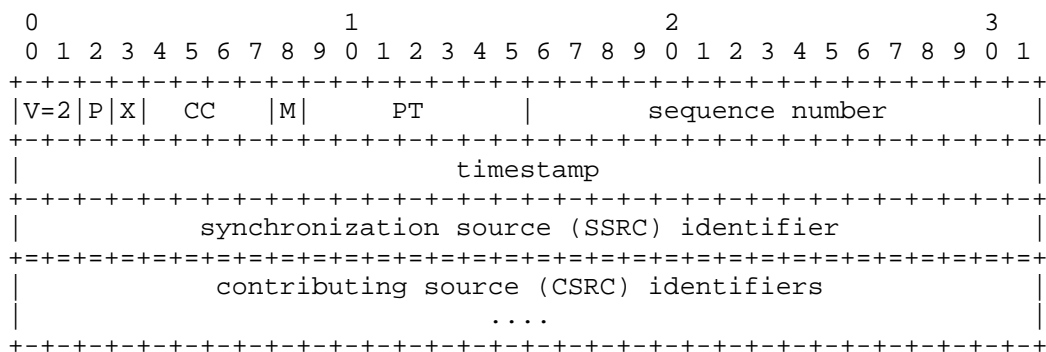 0                   1                   2                   3
 0 1 2 3 4 5 6 7 8 9 0 1 2 3 4 5 6 7 8 9 0 1 2 3 4 5 6 7 8 9 0 1
+-+-+-+-+-+-+-+-+-+-+-+-+-+-+-+-+-+-+-+-+-+-+-+-+-+-+-+-+-+-+-+-+
|V=2|P|X|  CC   |M|     PT      |       sequence number         |
+-+-+-+-+-+-+-+-+-+-+-+-+-+-+-+-+-+-+-+-+-+-+-+-+-+-+-+-+-+-+-+-+
|                           timestamp                           |
+-+-+-+-+-+-+-+-+-+-+-+-+-+-+-+-+-+-+-+-+-+-+-+-+-+-+-+-+-+-+-+-+
|           synchronization source (SSRC) identifier            |
+=+=+=+=+=+=+=+=+=+=+=+=+=+=+=+=+=+=+=+=+=+=+=+=+=+=+=+=+=+=+=+=+
|            contributing source (CSRC) identifiers             |
|                             ....                              |
+-+-+-+-+-+-+-+-+-+-+-+-+-+-+-+-+-+-+-+-+-+-+-+-+-+-+-+-+-+-+-+-+